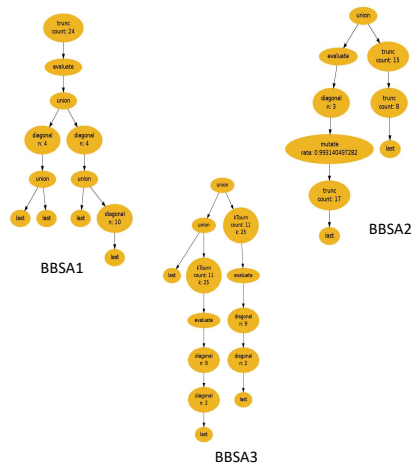 trunc
count: 24
evaluate
union
diagonal
n: 4
diagonal
n: 4
union
union
last
last
last
diagonal
n: 10
last
BBSA1
union
evaluate
trunc
count: 15
diagonal
n: 3
trunc
count: 8
mutate
rate: 0.993140497282
last
trunc
count: 17
last
BBSA2
union
union
kTourn
count: 11
k: 25
last
kTourn
count: 11
k: 25
evaluate
evaluate
diagonal
n: 9
diagonal
n: 9
diagonal
n: 2
diagonal
n: 2
last
last
BBSA3